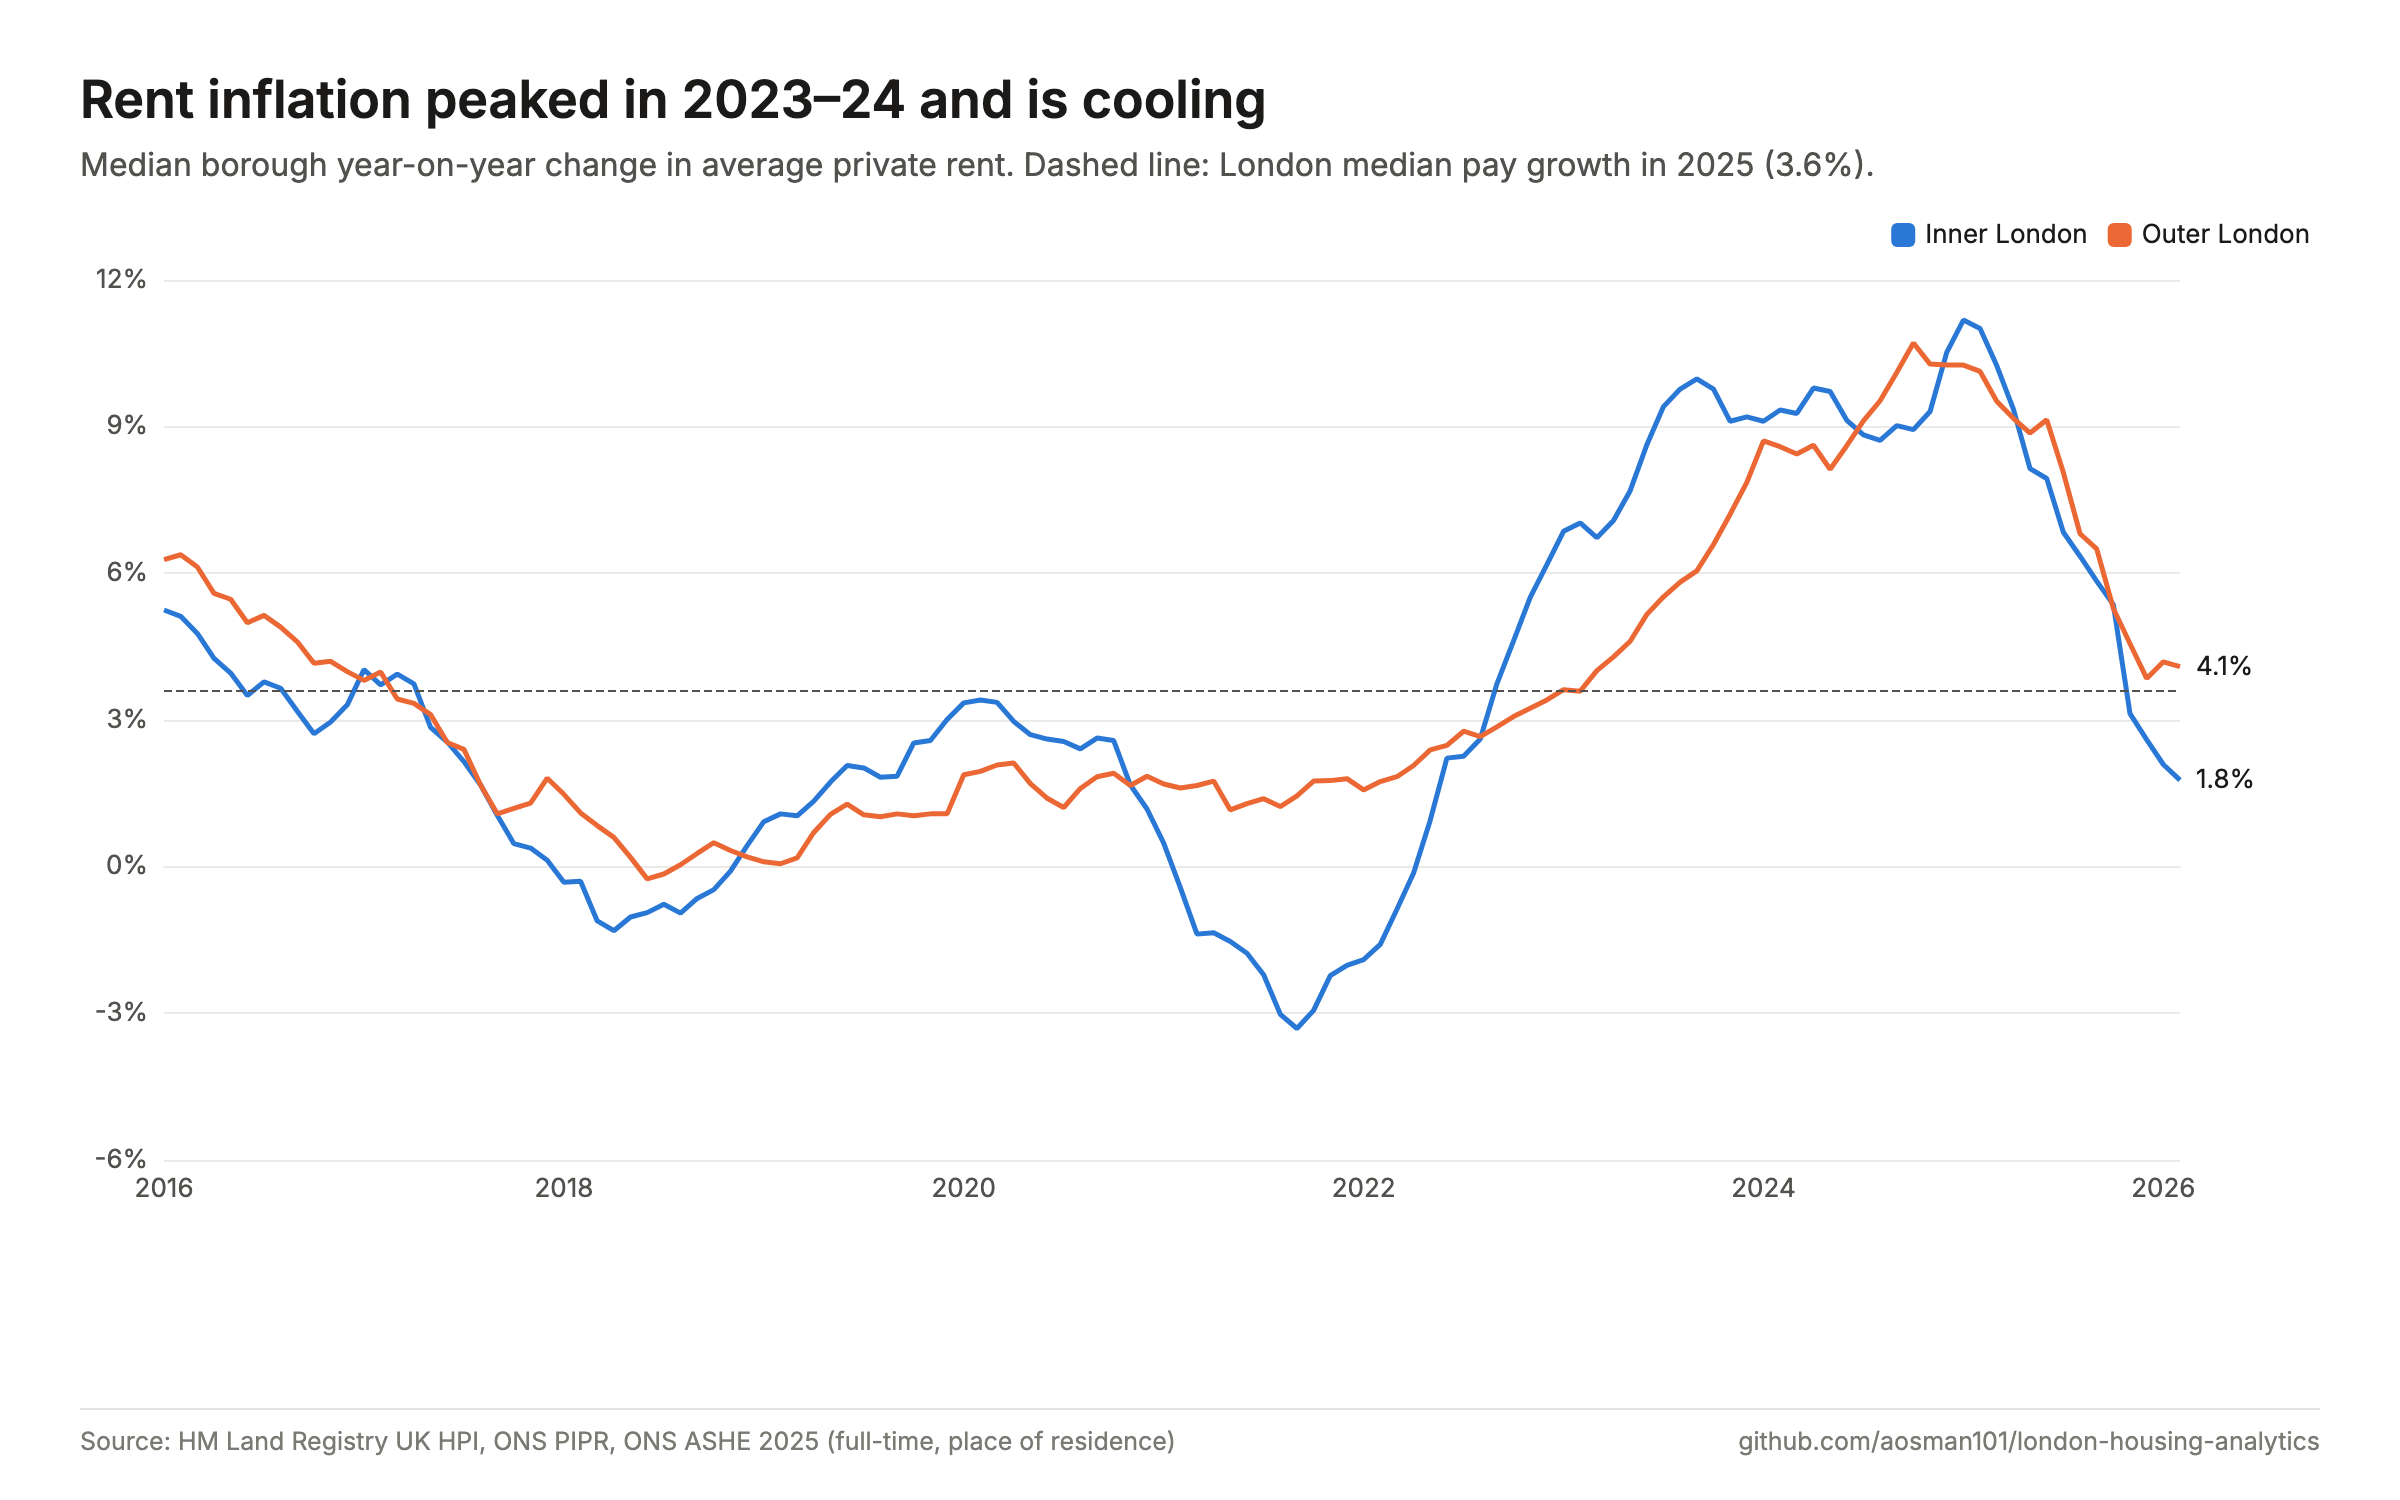 Rent inflation peaked in 2023–24 and is cooling
Median borough year-on-year change in average private rent. Dashed line: London median pay growth in 2025 (3.6%).
Inner London
Outer London
12%
9%
6%
3%
0%
-3%
-6%
4.1%
1.8%
2016
2018
2020
2022
2024
2026
Source: HM Land Registry UK HPI, ONS PIPR, ONS ASHE 2025 (full-time, place of residence)
github.com/aosman101/london-housing-analytics